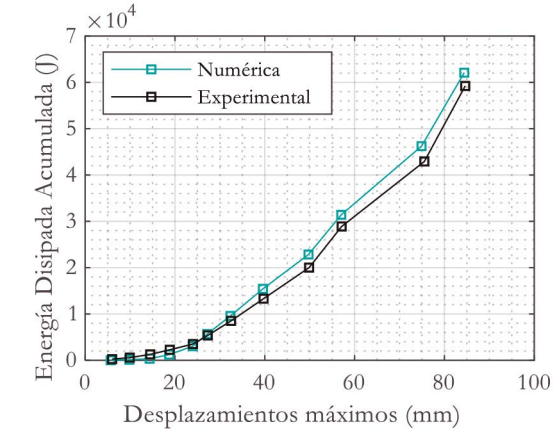 ×10⁴
7
6
5
4
3
2
1
0
Energía Disipada Acumulada (J)
Numérica
Experimental
0 20 40 60 80 100
Desplazamientos máximos (mm)